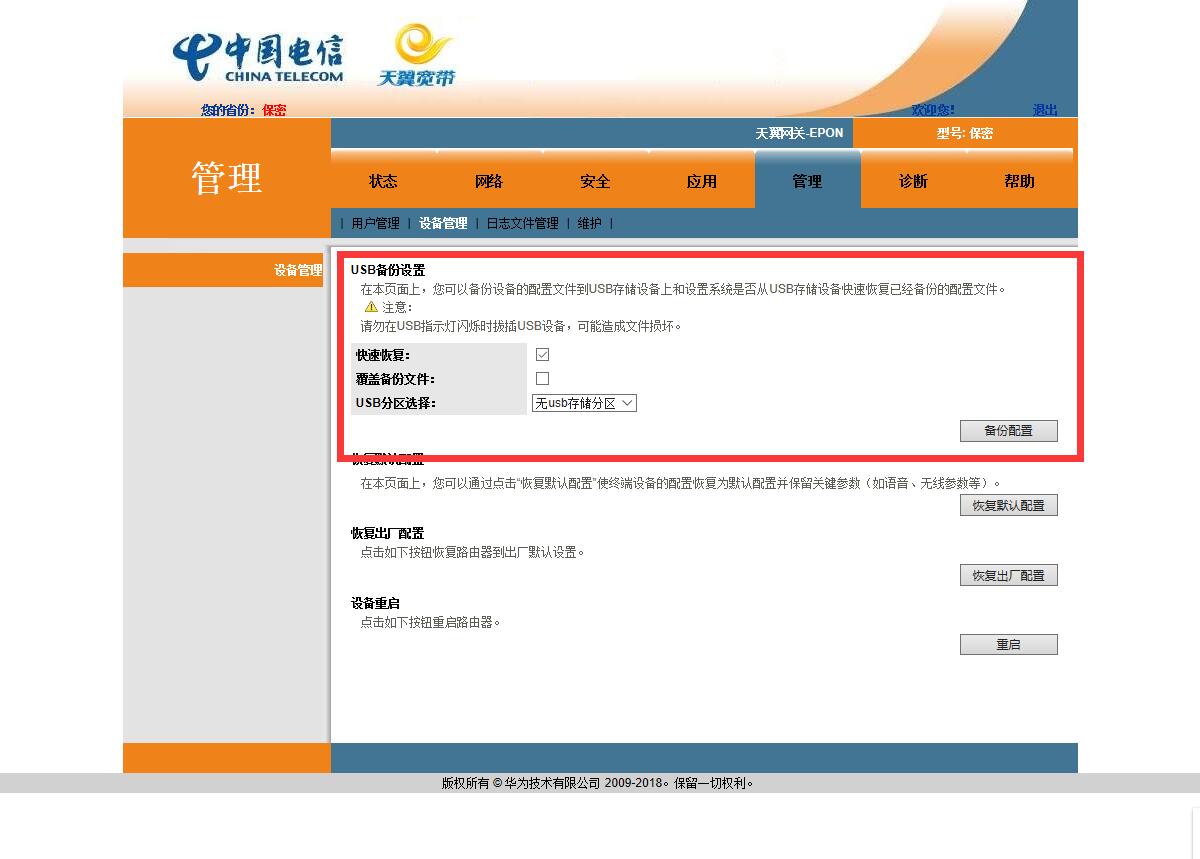 中国电信
CHINA TELECOM
天翼宽带
您的省份：保密
欢迎您!
退出
天翼网关-EPON
型号: 保密
管理
状态
网络
安全
应用
管理
诊断
帮助
| 用户管理 | 设备管理 | 日志文件管理 | 维护 |
设备管理
USB备份设置
在本页面上，您可以备份设备的配置文件到USB存储设备上和设置系统是否从USB存储设备快速恢复已经备份的配置文件。
注意：
请勿在USB指示灯闪烁时拔插USB设备，可能造成文件损坏。
快速恢复：
覆盖备份文件：
USB分区选择：
无usb存储分区
备份配置
恢复默认配置
在本页面上，您可以通过点击“恢复默认配置”使终端设备的配置恢复为默认配置并保留关键参数（如语音、无线参数等）。
恢复默认配置
恢复出厂配置
点击如下按钮恢复路由器到出厂默认设置。
恢复出厂配置
设备重启
点击如下按钮重启路由器。
重启
版权所有 © 华为技术有限公司 2009-2018。保留一切权利。